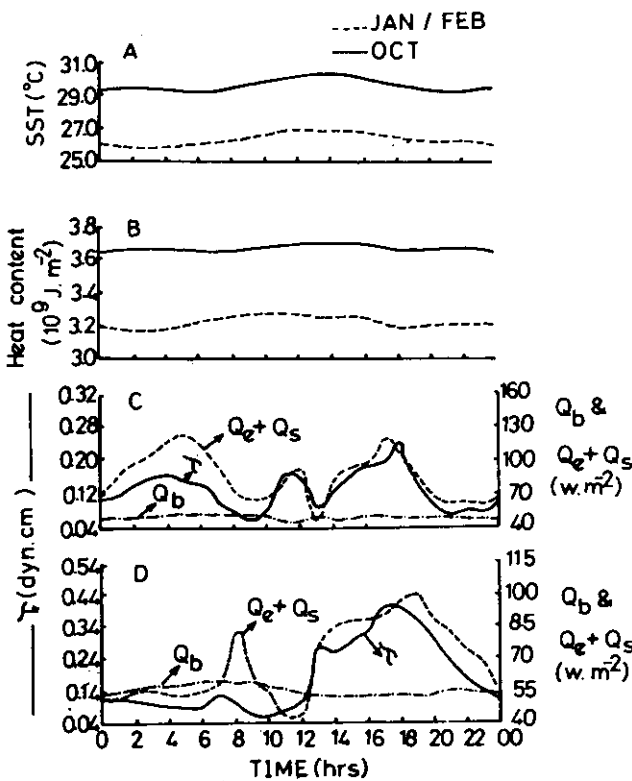 JAN / FEB
OCT
A
SST (°C)
31.0
29.0
27.0
25.0
B
Heat content
(10⁹ J. m⁻²)
3.8
3.6
3.2
3.0
C
0.32
0.28
0.20
0.12
0.04
Qe + Qs
τ
Qb
160
130
100
70
40
Qb &
Qe + Qs
(w. m⁻²)
τ (dyn. cm)
D
0.54
0.44
0.34
0.24
0.14
0.04
Qe + Qs
Qb
τ
115
100
85
70
55
40
Qb &
Qe + Qs
(w. m⁻²)
0 2 4 6 8 10 12 14 16 18 20 22 00
TIME (hrs)